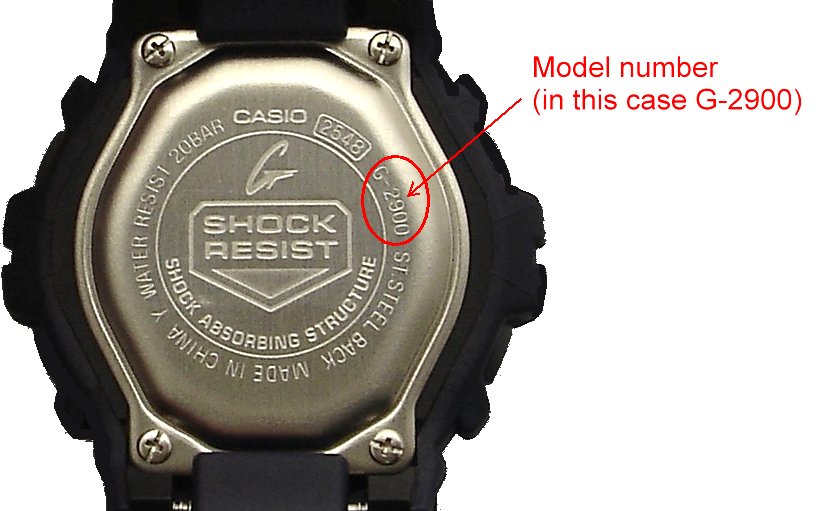 Model number
(in this case G-2900)
CASIO
2548
G-2900 ST.STEEL BACK MADE IN CHINA Y WATER RESIST 20BAR
G
SHOCK
RESIST
SHOCK ABSORBING STRUCTURE